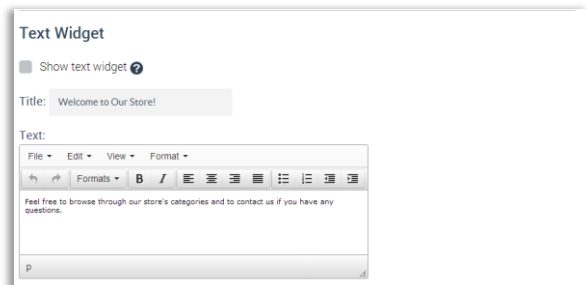 Text Widget
Show text widget ?
Title: Welcome to Our Store!
Text:
File Edit View Format
Formats B I
Feel free to browse through our store's categories and to contact us if you have any
questions.
p